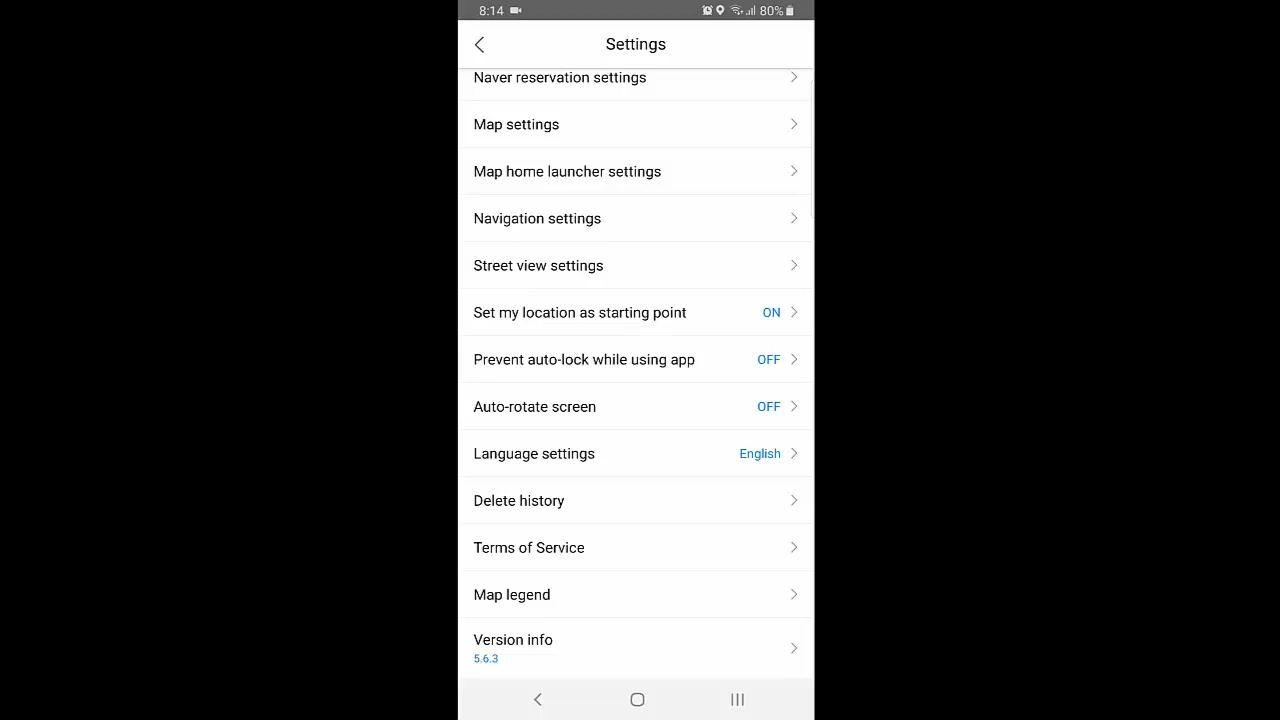 8:14 80%
Settings
Naver reservation settings
Map settings
Map home launcher settings
Navigation settings
Street view settings
Set my location as starting point ON
Prevent auto-lock while using app OFF
Auto-rotate screen OFF
Language settings English
Delete history
Terms of Service
Map legend
Version info
5.6.3